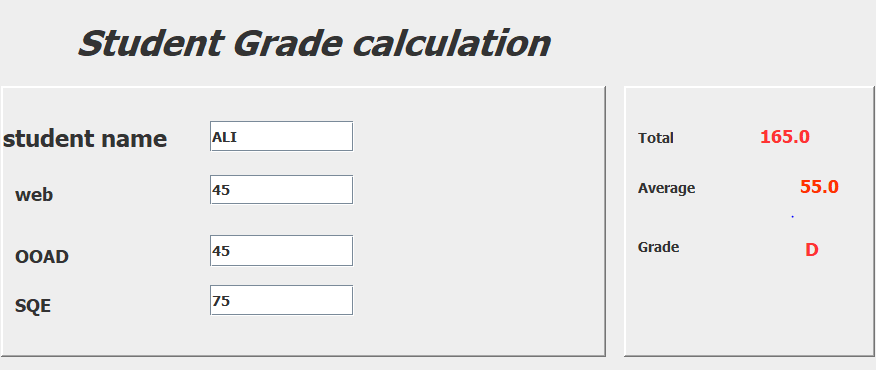 Student Grade calculation
student name ALI
web 45
OOAD 45
SQE 75
Total 165.0
Average 55.0
Grade D